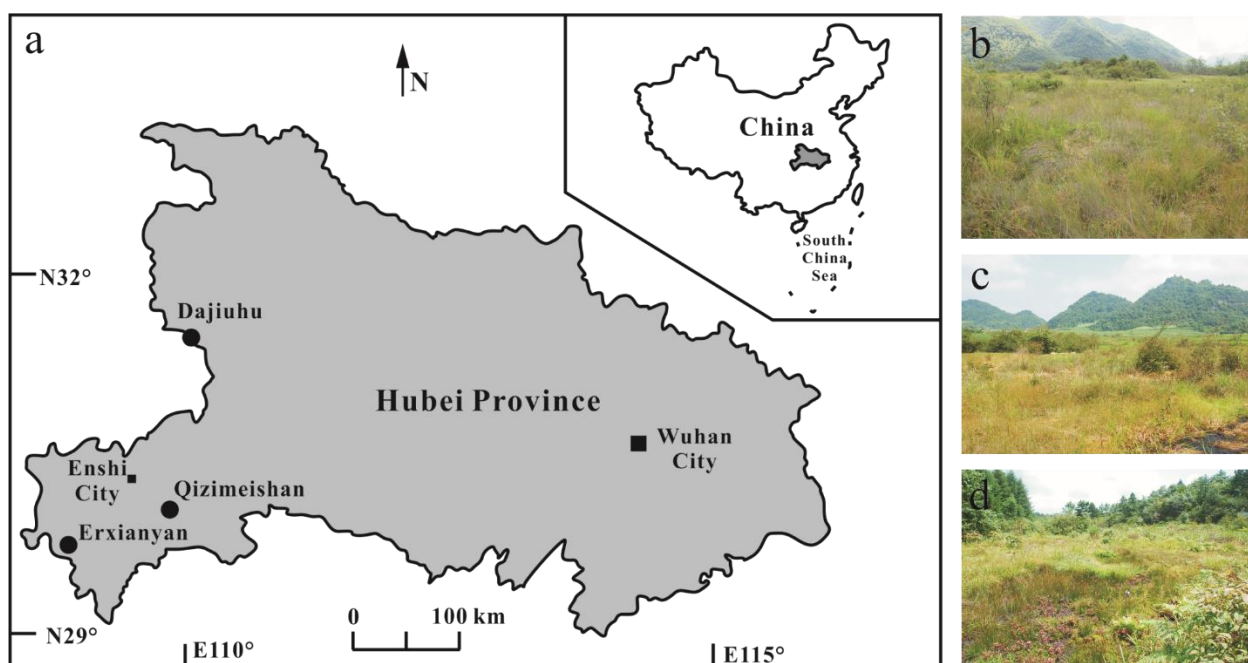 a
N
China
South
China
Sea
N32°
Dajiuhu
Hubei Province
Wuhan
City
Enshi
City
Qizimeishan
Erxianyan
0 100 km
N29°
E110°
E115°
b
c
d